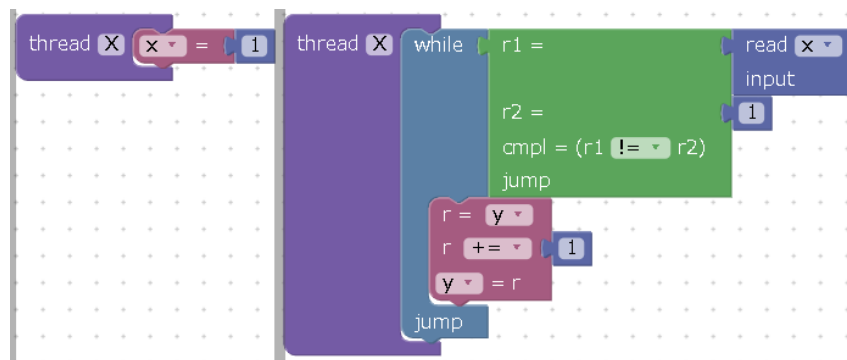 thread X x = 1
thread X while r1 = read x
input
r2 = 1
cmpl = (r1 != r2)
jump
r = y
r += 1
y = r
jump